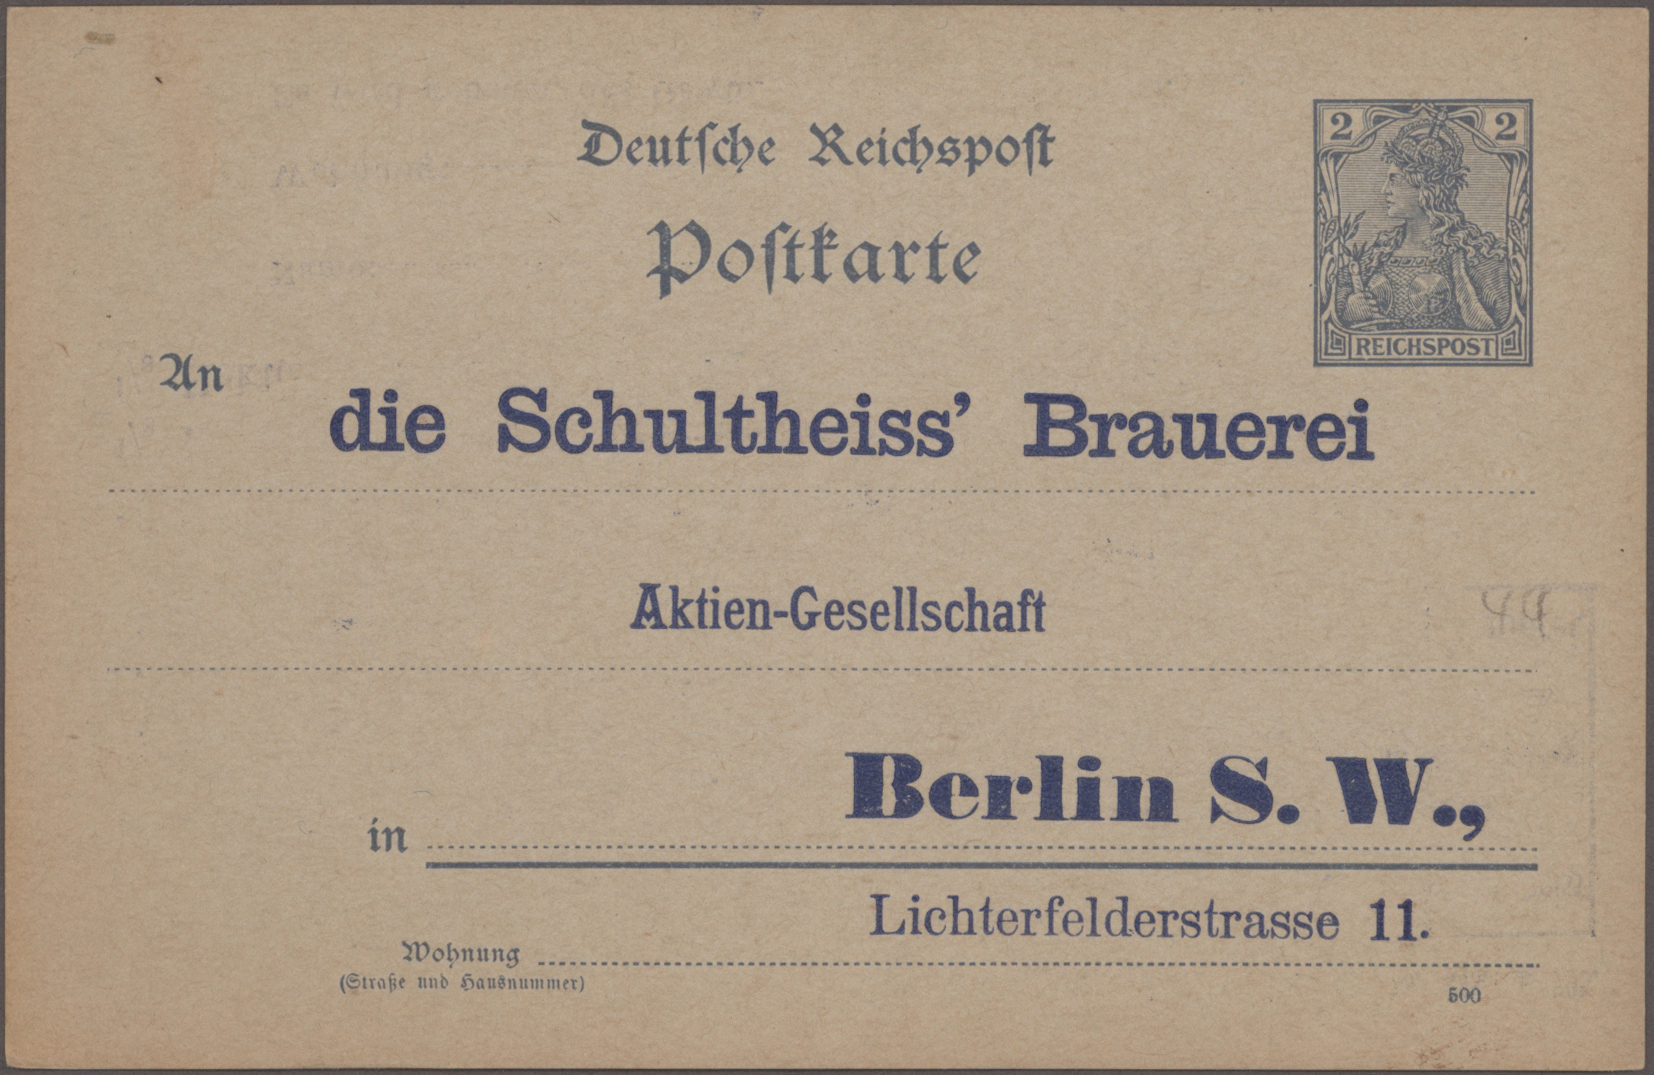 Deutſche Reichspoſt
2 2
Poſtkarte
REICHSPOST
An
die Schultheiss’ Brauerei
Aktien-Gesellschaft
Berlin S. W.,
in
Lichterfelderstrasse 11.
Wohnung
(Straße und Hausnummer)
500